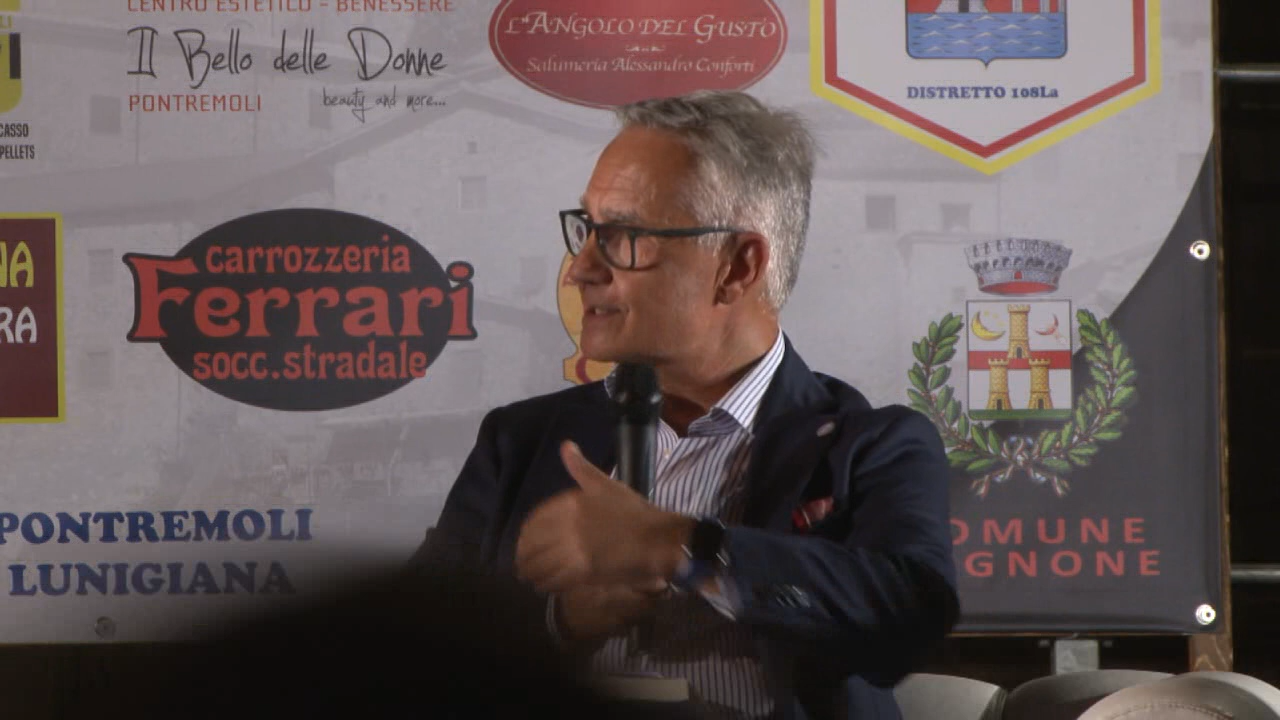 CENTRO ESTETICO - BENESSERE
Il Bello delle Donne
PONTREMOLI
beauty and more...
L'ANGOLO DEL GUSTO
Salumeria Alessandro Conforti
DISTRETTO 108La
CASSO
PELLETS
NA
RA
carrozzeria
Ferrari
socc.stradale
PONTREMOLI
LUNIGIANA
OMUNE
GNONE